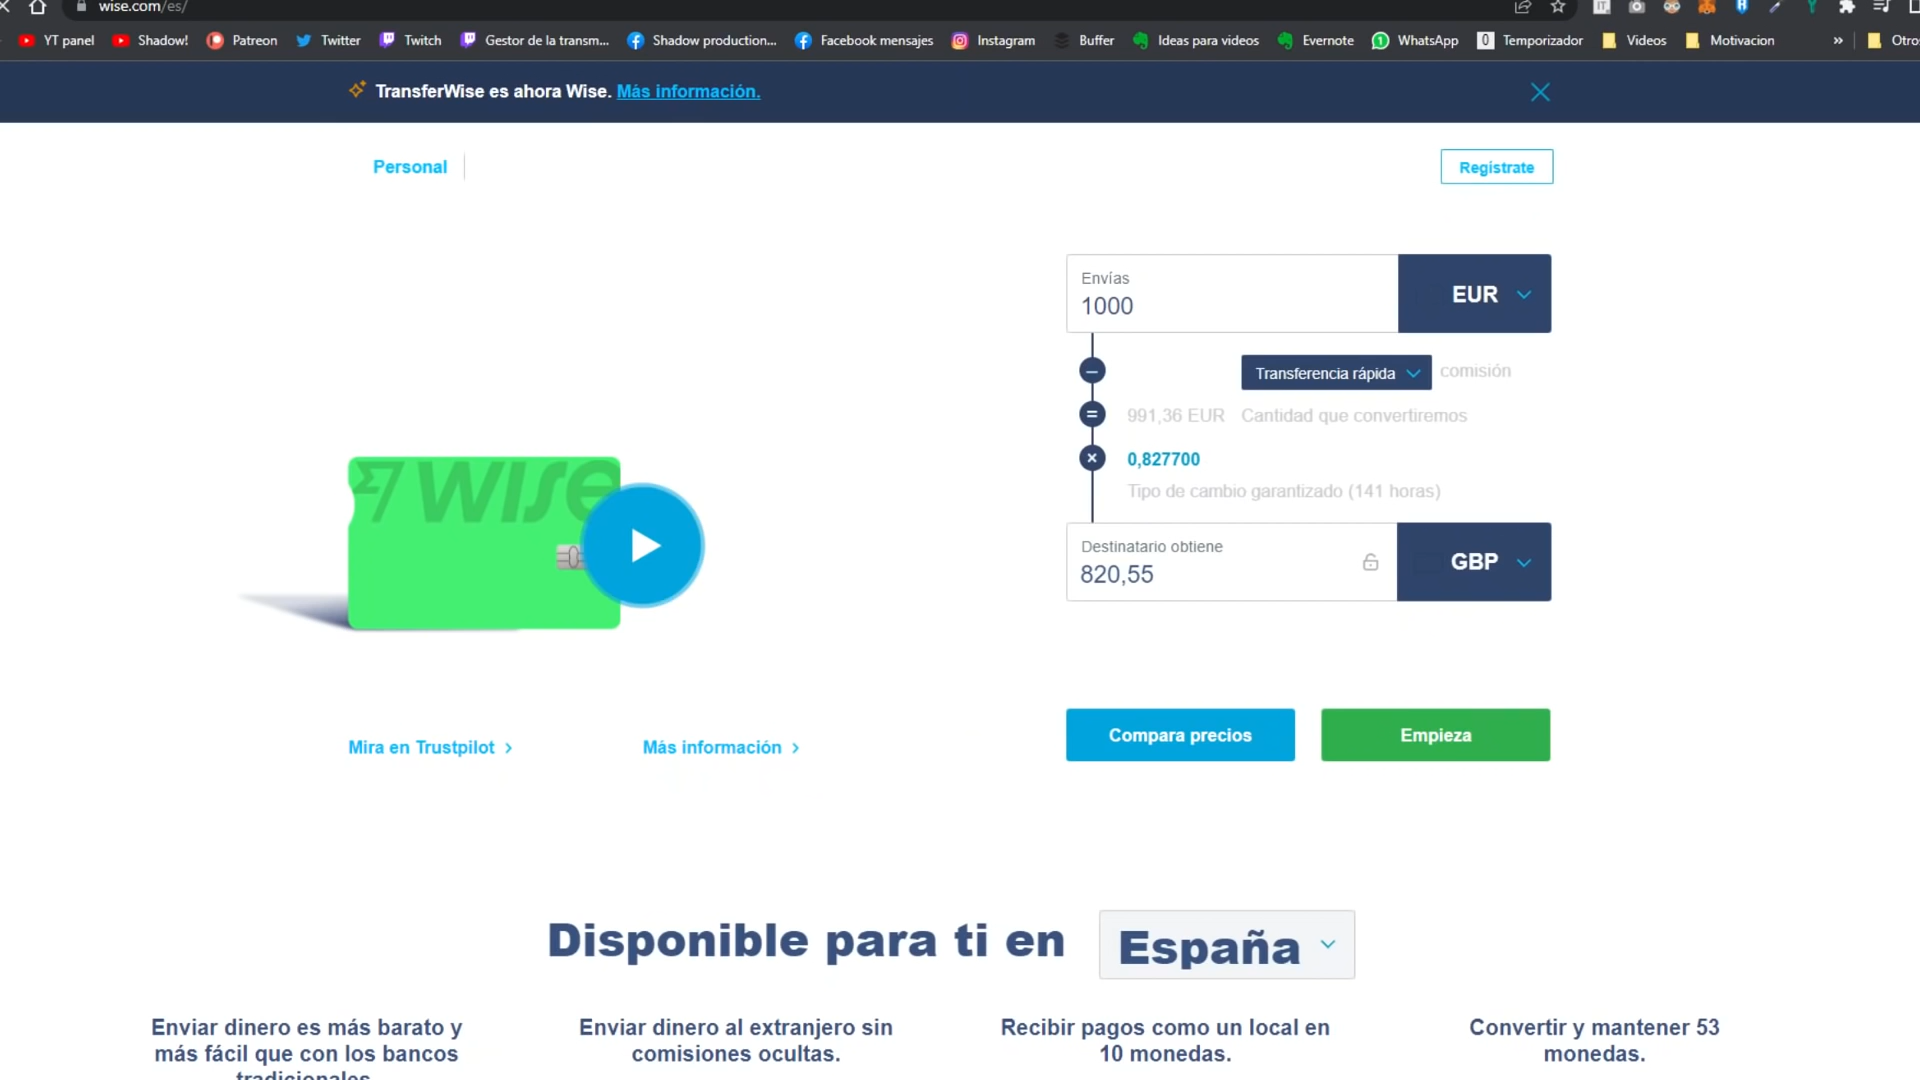 wise.com/es/
YT panel
Shadow!
Patreon
Twitter
Twitch
Gestor de la transm...
Shadow production...
Facebook mensajes
Instagram
Buffer
Ideas para videos
Evernote
WhatsApp
Temporizador
Videos
Motivacion
»
Otro
TransferWise es ahora Wise. Más información.
Personal
Regístrate
Envías
1000
EUR
Transferencia rápida
comisión
991,36 EUR
Cantidad que convertiremos
0,827700
Tipo de cambio garantizado (141 horas)
Destinatario obtiene
820,55
GBP
WISE
Mira en Trustpilot
Más información
Compara precios
Empieza
Disponible para ti en
España
Enviar dinero es más barato y
más fácil que con los bancos
tradicionales
Enviar dinero al extranjero sin
comisiones ocultas.
Recibir pagos como un local en
10 monedas.
Convertir y mantener 53
monedas.